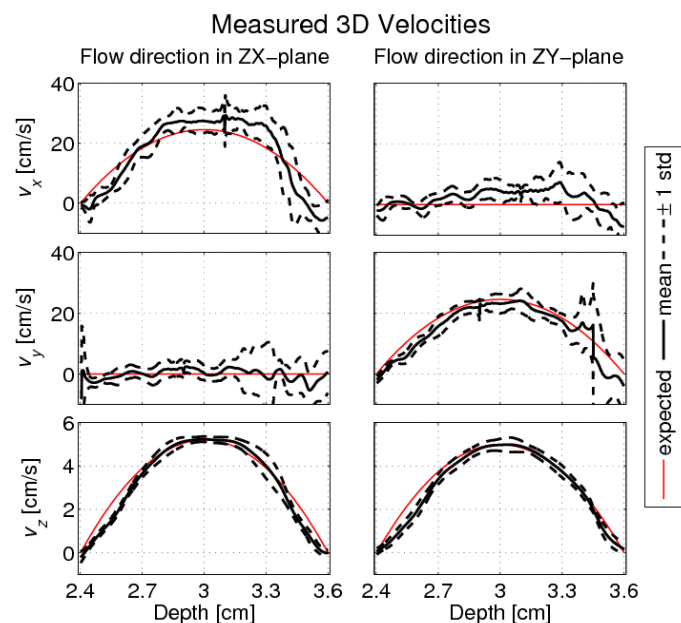 Measured 3D Velocities
Flow direction in ZX−plane
Flow direction in ZY−plane
40
20
0
v_x [cm/s]
40
20
0
v_y [cm/s]
6
4
2
0
v_z [cm/s]
2.4 2.7 3 3.3 3.6
Depth [cm]
2.4 2.7 3 3.3 3.6
Depth [cm]
expected mean ± 1 std